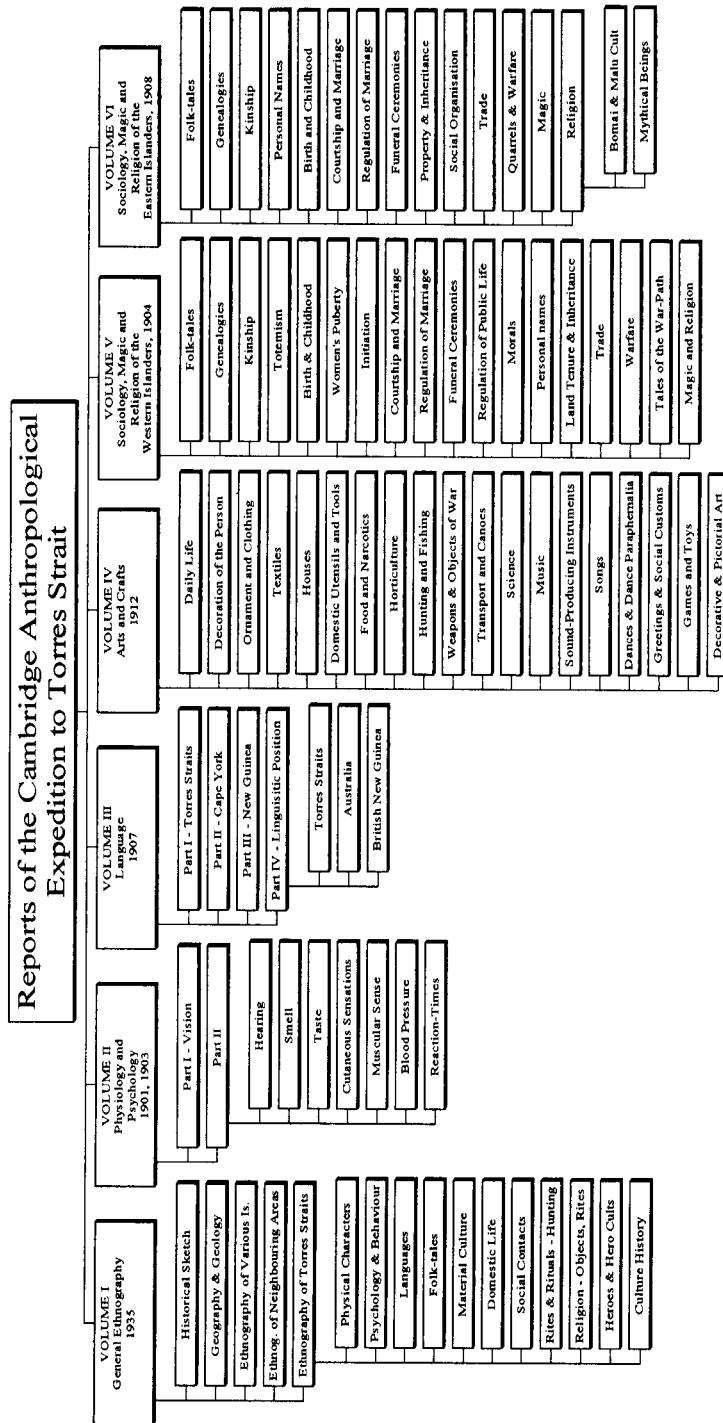 Reports of the Cambridge Anthropological
Expedition to Torres Strait
VOLUME I
General Ethnography
1935
Historical Sketch
Geography & Geology
Ethnography of Various Is.
Ethnog. of Neighbouring Areas
Ethnography of Torres Straits
Physical Characters
Psychology & Behaviour
Languages
Folk-tales
Material Culture
Domestic Life
Social Contacts
Rites & Rituals - Hunting
Religion - Objects, Rites
Heroes & Hero Cults
Culture History
VOLUME II
Physiology and
Psychology
1901, 1903
Part I - Vision
Part II
Hearing
Smell
Taste
Cutaneous Sensations
Muscular Sense
Blood Pressure
Reaction-Times
VOLUME III
Language
1907
Part I - Torres Straits
Part II - Cape York
Part III - New Guinea
Part IV - Linguisitic Position
Torres Straits
Australia
British New Guinea
VOLUME IV
Arts and Crafts
1912
Daily Life
Decoration of the Person
Ornament and Clothing
Textiles
Houses
Domestic Utensils and Tools
Food and Narcotics
Horticulture
Hunting and Fishing
Weapons & Objects of War
Transport and Canoes
Science
Music
Sound-Producing Instruments
Songs
Dances & Dance Paraphernalia
Greetings & Social Customs
Games and Toys
Decorative & Pictorial Art
VOLUME V
Sociology, Magic and
Religion of the
Western Islanders, 1904
Folk-tales
Genealogies
Kinship
Totemism
Birth & Childhood
Women's Puberty
Initiation
Courtship and Marriage
Regulation of Marriage
Funeral Ceremonies
Regulation of Public Life
Morals
Personal names
Land Tenure & Inheritance
Trade
Warfare
Tales of the War-Path
Magic and Religion
VOLUME VI
Sociology, Magic and
Religion of the
Eastern Islanders, 1908
Folk-tales
Genealogies
Kinship
Personal Names
Birth and Childhood
Courtship and Marriage
Regulation of Marriage
Funeral Ceremonies
Property & Inheritance
Social Organisation
Trade
Quarrels & Warfare
Magic
Religion
Bomai & Malu Cult
Mythical Beings